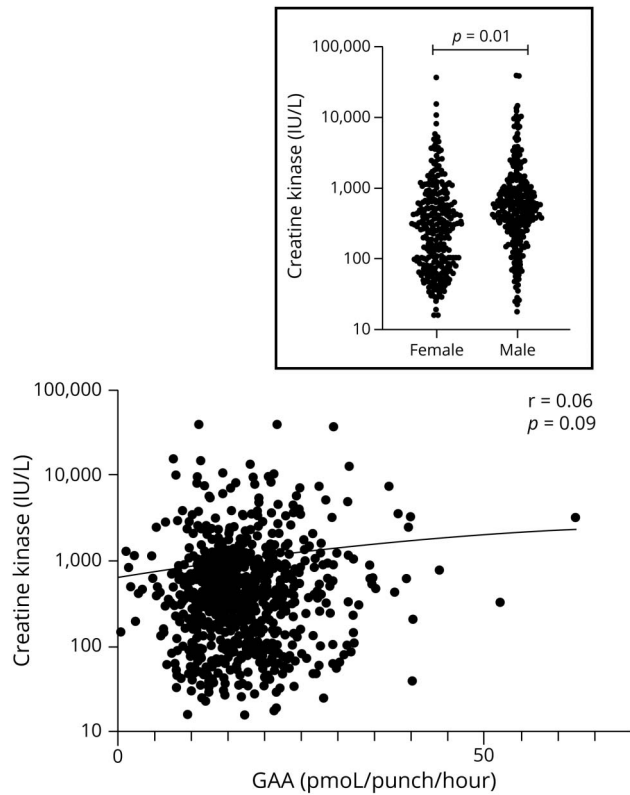 p = 0.01
Creatine kinase (IU/L)
100,000
10,000
1,000
100
10
Female Male
r = 0.06
p = 0.09
Creatine kinase (IU/L)
100,000
10,000
1,000
100
10
0 50
GAA (pmoL/punch/hour)